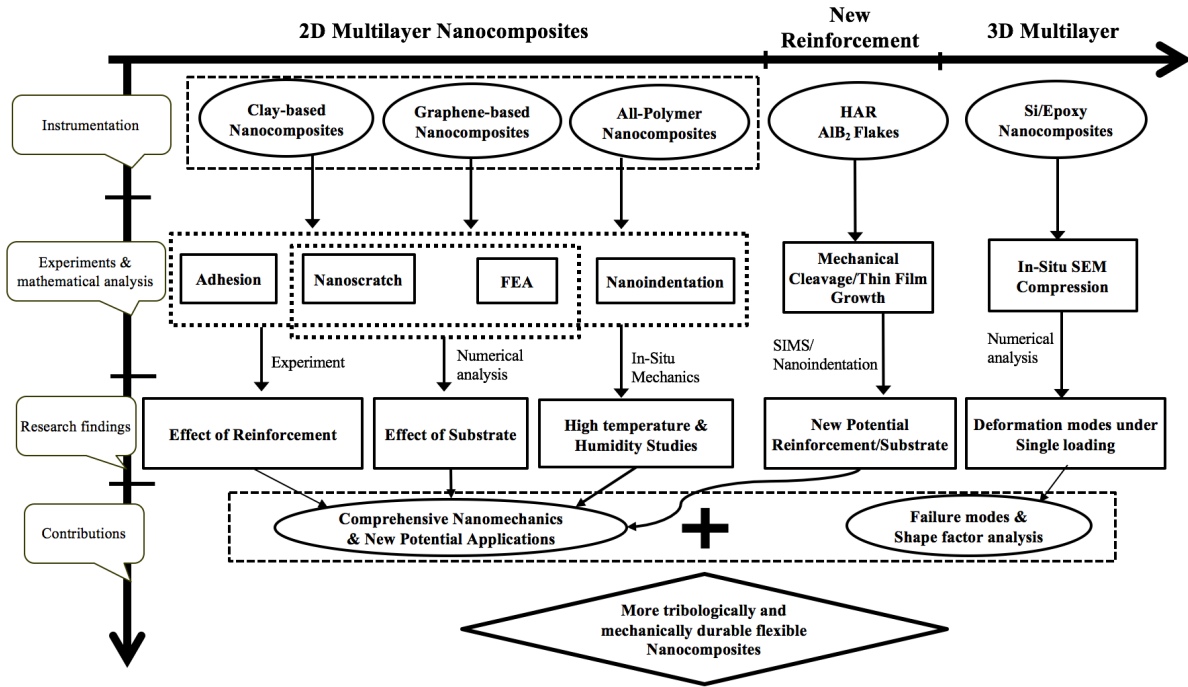 2D Multilayer Nanocomposites
New
Reinforcement
3D Multilayer
Instrumentation
Clay-based
Nanocomposites
Graphene-based
Nanocomposites
All-Polymer
Nanocomposites
HAR
AlB₂ Flakes
Si/Epoxy
Nanocomposites
Experiments &
mathematical analysis
Adhesion
Nanoscratch
FEA
Nanoindentation
Mechanical
Cleavage/Thin Film
Growth
In-Situ SEM
Compression
Experiment
Numerical
analysis
In-Situ
Mechanics
SIMS/
Nanoindentation
Numerical
analysis
Research findings
Effect of Reinforcement
Effect of Substrate
High temperature &
Humidity Studies
New Potential
Reinforcement/Substrate
Deformation modes under
Single loading
Contributions
Comprehensive Nanomechanics
& New Potential Applications
+
Failure modes &
Shape factor analysis
More tribologically and
mechanically durable flexible
Nanocomposites